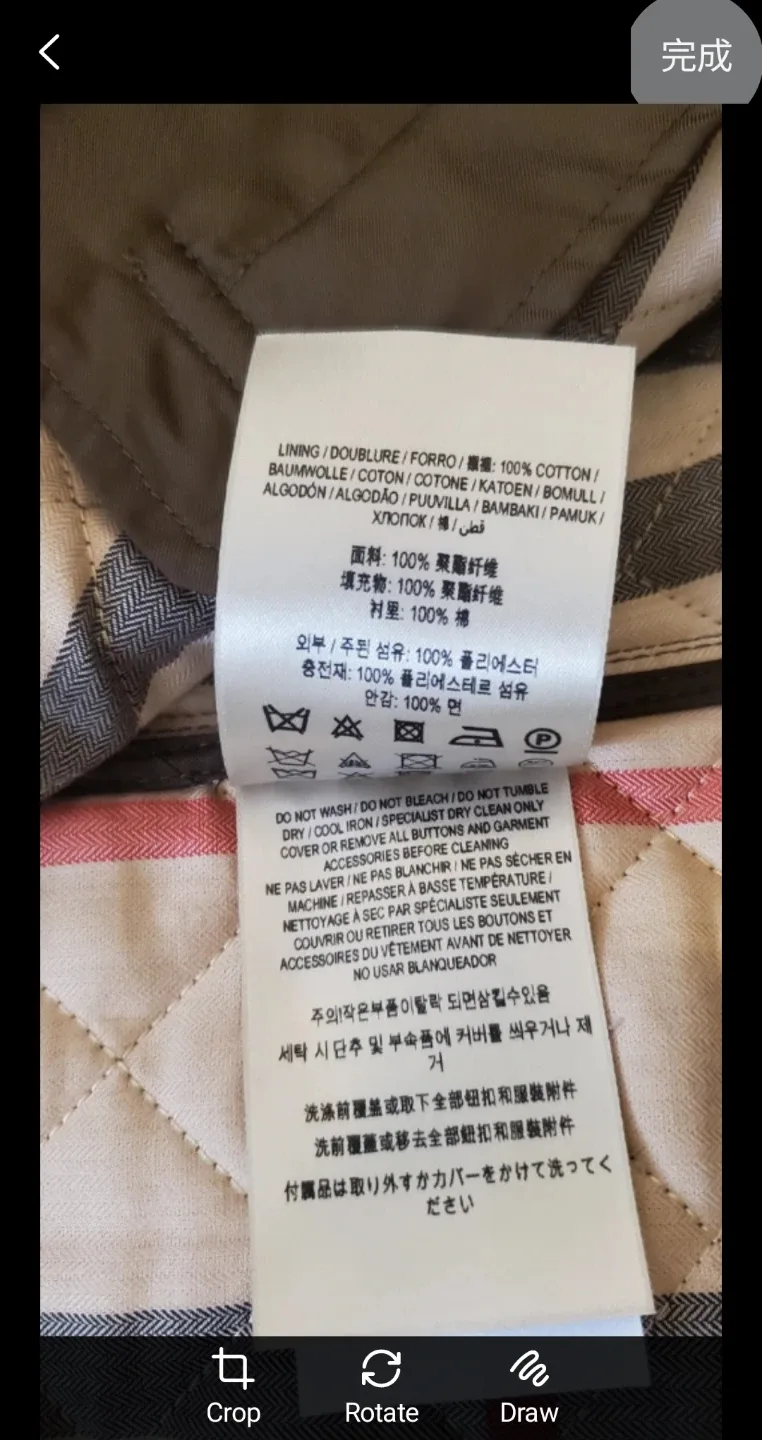 完成
LINING / DOUBLURE / FORRO / 裏裡: 100% COTTON /
BAUMWOLLE / COTON / COTONE / KATOEN / BOMULL /
ALGODÓN / ALGODÃO / PUUVILLA / BAMBAKI / PAMUK /
ХЛОПОК / 棉 / قطن
面料: 100% 聚酯纤维
填充物: 100% 聚酯纤维
衬里: 100% 棉
외부 / 주된 섬유: 100% 폴리에스터
충전재: 100% 폴리에스테르 섬유
안감: 100% 면
P
DO NOT WASH / DO NOT BLEACH / DO NOT TUMBLE
DRY / COOL IRON / SPECIALIST DRY CLEAN ONLY
COVER OR REMOVE ALL BUTTONS AND GARMENT
ACCESSORIES BEFORE CLEANING
NE PAS LAVER / NE PAS BLANCHIR / NE PAS SÉCHER EN
MACHINE / REPASSER À BASSE TEMPÉRATURE /
NETTOYAGE À SEC PAR SPÉCIALISTE SEULEMENT
COUVRIR OU RETIRER TOUS LES BOUTONS ET
ACCESSOIRES DU VÊTEMENT AVANT DE NETTOYER
NO USAR BLANQUEADOR
주의!작은부품이탈락 되면삼킬수있음
세탁 시 단추 및 부속품에 커버를 씌우거나 제
거
洗涤前覆盖或取下全部钮扣和服装附件
洗前覆蓋或移去全部鈕扣和服裝附件
付属品は取り外すかカバーをかけて洗ってく
ださい
Crop
Rotate
Draw